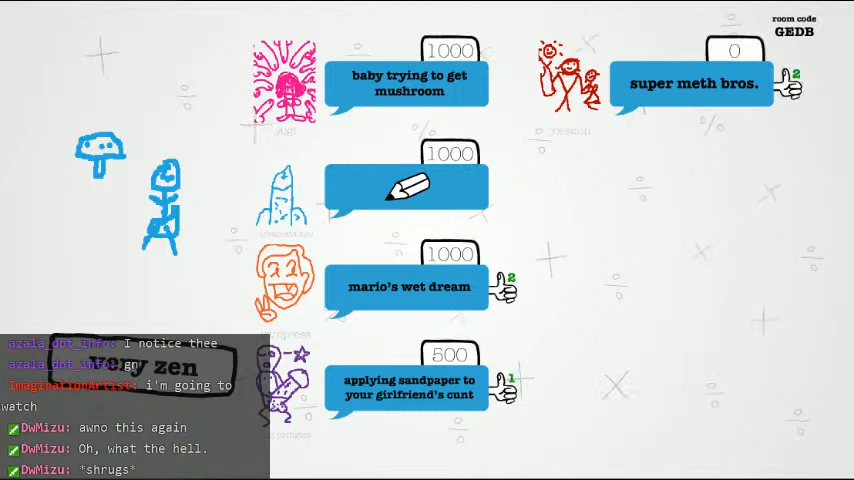 room code
GEDB
1000
baby trying to get
mushroom
yogi
0
super meth bros.
2
1000
1000
mario's wet dream
2
500
applying sandpaper to
your girlfriend's cunt
1
very zen
azala_dot_info: I notice thee
azala_dot_info: gn
ImaginationArtist: i'm going to
watch
DwMizu: awno this again
DwMizu: Oh, what the hell.
DwMizu: *shrugs*